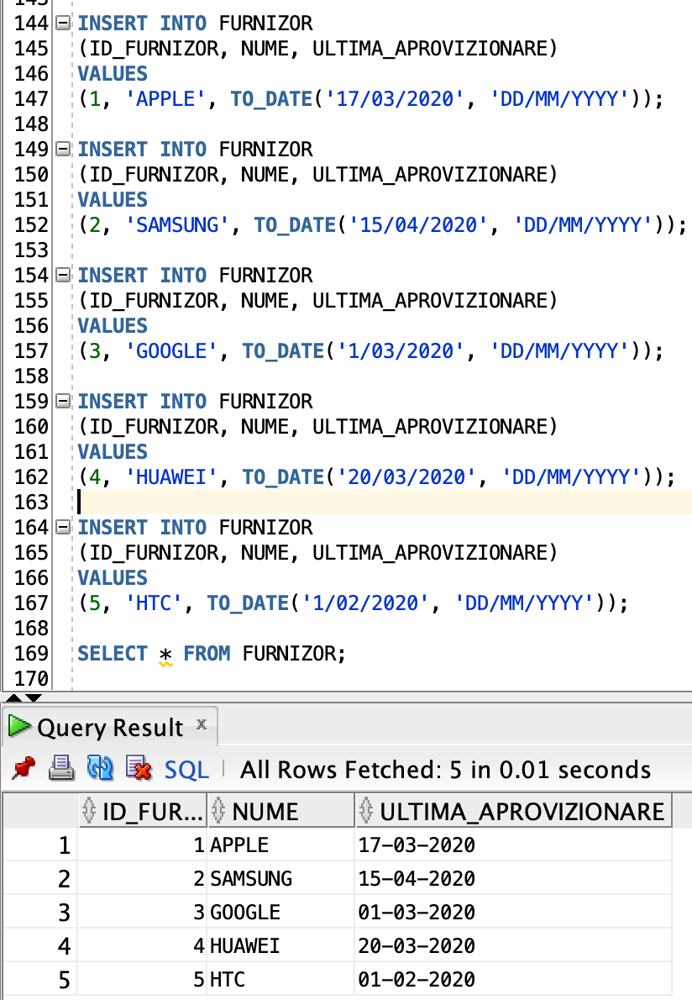 143
144 INSERT INTO FURNIZOR
145 (ID_FURNIZOR, NUME, ULTIMA_APROVIZIONARE)
146 VALUES
147 (1, 'APPLE', TO_DATE('17/03/2020', 'DD/MM/YYYY'));
148
149 INSERT INTO FURNIZOR
150 (ID_FURNIZOR, NUME, ULTIMA_APROVIZIONARE)
151 VALUES
152 (2, 'SAMSUNG', TO_DATE('15/04/2020', 'DD/MM/YYYY'));
153
154 INSERT INTO FURNIZOR
155 (ID_FURNIZOR, NUME, ULTIMA_APROVIZIONARE)
156 VALUES
157 (3, 'GOOGLE', TO_DATE('1/03/2020', 'DD/MM/YYYY'));
158
159 INSERT INTO FURNIZOR
160 (ID_FURNIZOR, NUME, ULTIMA_APROVIZIONARE)
161 VALUES
162 (4, 'HUAWEI', TO_DATE('20/03/2020', 'DD/MM/YYYY'));
163
164 INSERT INTO FURNIZOR
165 (ID_FURNIZOR, NUME, ULTIMA_APROVIZIONARE)
166 VALUES
167 (5, 'HTC', TO_DATE('1/02/2020', 'DD/MM/YYYY'));
168
169 SELECT * FROM FURNIZOR;
170
Query Result x
SQL | All Rows Fetched: 5 in 0.01 seconds
ID_FUR... NUME ULTIMA_APROVIZIONARE
1 1 APPLE 17-03-2020
2 2 SAMSUNG 15-04-2020
3 3 GOOGLE 01-03-2020
4 4 HUAWEI 20-03-2020
5 5 HTC 01-02-2020